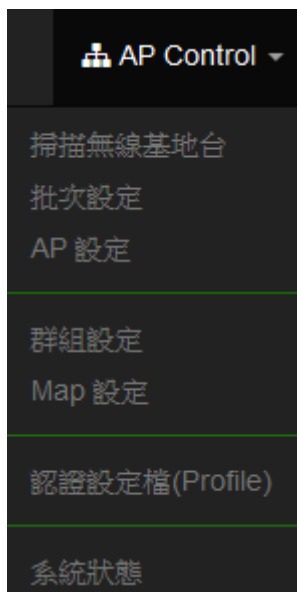 AP Control
掃描無線基地台
批次設定
AP 設定
群組設定
Map 設定
認證設定檔(Profile)
系統狀態